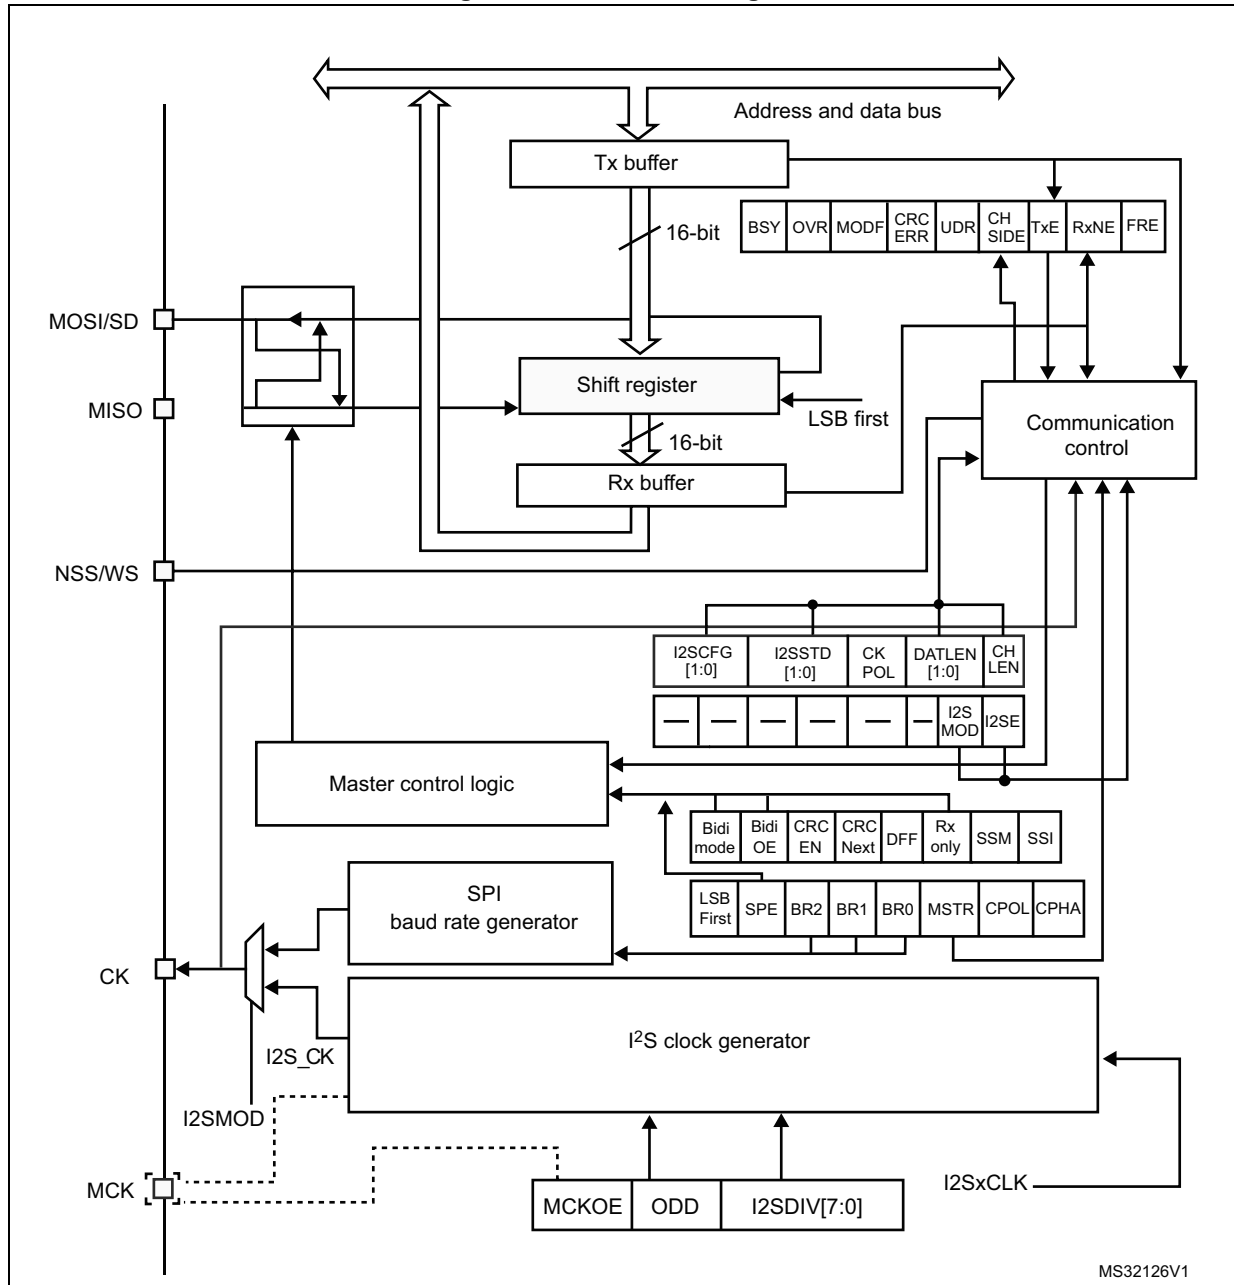 Address and data bus
Tx buffer
16-bit
BSY OVR MODF CRC ERR UDR CH SIDE TxE RxNE FRE
MOSI/SD
Shift register
MISO
LSB first
Communication
control
16-bit
Rx buffer
NSS/WS
I2SCFG [1:0] I2SSTD [1:0] CK POL DATLEN [1:0] CH LEN
— — — — — — I2S MOD I2SE
Master control logic
Bidi mode Bidi OE CRC EN CRC Next DFF Rx only SSM SSI
LSB First SPE BR2 BR1 BR0 MSTR CPOL CPHA
SPI
baud rate generator
CK
I2S clock generator
I2S_CK
I2SMOD
MCK
I2SxCLK
MCKOE ODD I2SDIV[7:0]
MS32126V1